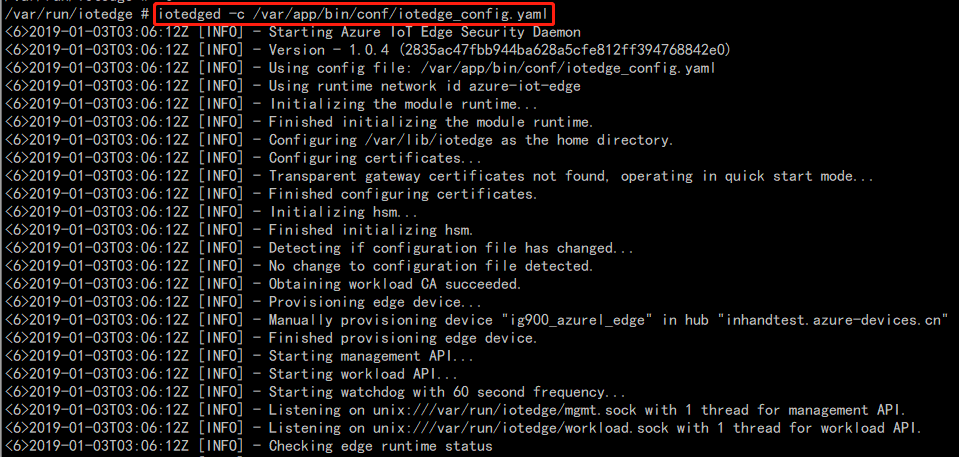 /var/run/iotedge # iotedged -c /var/app/bin/conf/iotedge_config.yaml
<6>2019-01-03T03:06:12Z [INFO] - Starting Azure IoT Edge Security Daemon
<6>2019-01-03T03:06:12Z [INFO] - Version - 1.0.4 (2835ac47fbb944ba628a5cfe812ff394768842e0)
<6>2019-01-03T03:06:12Z [INFO] - Using config file: /var/app/bin/conf/iotedge_config.yaml
<6>2019-01-03T03:06:12Z [INFO] - Using runtime network id azure-iot-edge
<6>2019-01-03T03:06:12Z [INFO] - Initializing the module runtime...
<6>2019-01-03T03:06:12Z [INFO] - Finished initializing the module runtime.
<6>2019-01-03T03:06:12Z [INFO] - Configuring /var/lib/iotedge as the home directory.
<6>2019-01-03T03:06:12Z [INFO] - Configuring certificates...
<6>2019-01-03T03:06:12Z [INFO] - Transparent gateway certificates not found, operating in quick start mode...
<6>2019-01-03T03:06:12Z [INFO] - Finished configuring certificates.
<6>2019-01-03T03:06:12Z [INFO] - Initializing hsm...
<6>2019-01-03T03:06:12Z [INFO] - Finished initializing hsm.
<6>2019-01-03T03:06:12Z [INFO] - Detecting if configuration file has changed...
<6>2019-01-03T03:06:12Z [INFO] - No change to configuration file detected.
<6>2019-01-03T03:06:12Z [INFO] - Obtaining workload CA succeeded.
<6>2019-01-03T03:06:12Z [INFO] - Provisioning edge device...
<6>2019-01-03T03:06:12Z [INFO] - Manually provisioning device "ig900_azurel_edge" in hub "inhandtest.azure-devices.cn"
<6>2019-01-03T03:06:12Z [INFO] - Finished provisioning edge device.
<6>2019-01-03T03:06:12Z [INFO] - Starting management API...
<6>2019-01-03T03:06:12Z [INFO] - Starting workload API...
<6>2019-01-03T03:06:12Z [INFO] - Starting watchdog with 60 second frequency...
<6>2019-01-03T03:06:12Z [INFO] - Listening on unix:///var/run/iotedge/mgmt.sock with 1 thread for management API.
<6>2019-01-03T03:06:12Z [INFO] - Listening on unix:///var/run/iotedge/workload.sock with 1 thread for workload API.
<6>2019-01-03T03:06:12Z [INFO] - Checking edge runtime status